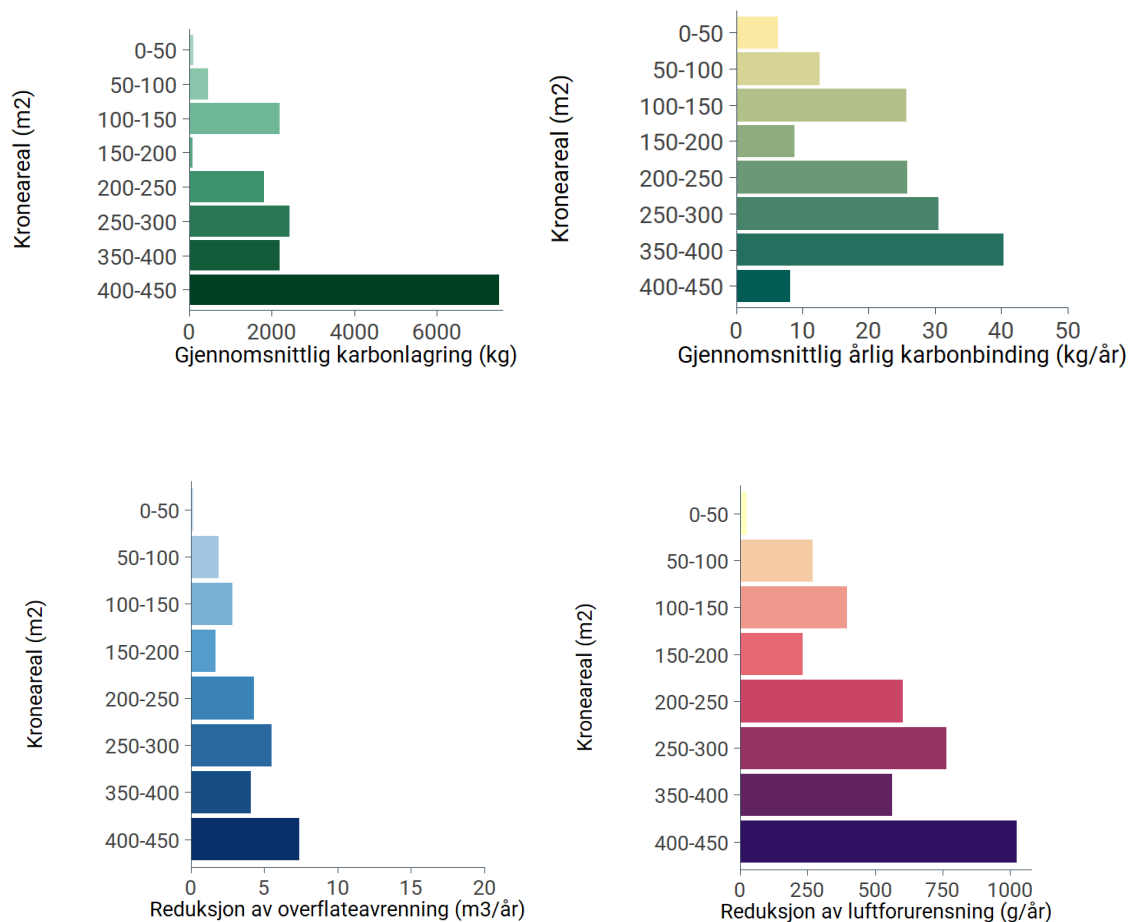 Kroneareal (m2)
0-50
50-100
100-150
150-200
200-250
250-300
350-400
400-450
0 2000 4000 6000
Gjennomsnittlig karbonlagring (kg)
Kroneareal (m2)
0-50
50-100
100-150
150-200
200-250
250-300
350-400
400-450
0 10 20 30 40 50
Gjennomsnittlig årlig karbonbinding (kg/år)
Kroneareal (m2)
0-50
50-100
100-150
150-200
200-250
250-300
350-400
400-450
0 5 10 15 20
Reduksjon av overflateavrenning (m3/år)
Kroneareal (m2)
0-50
50-100
100-150
150-200
200-250
250-300
350-400
400-450
0 250 500 750 1000
Reduksjon av luftforurensning (g/år)